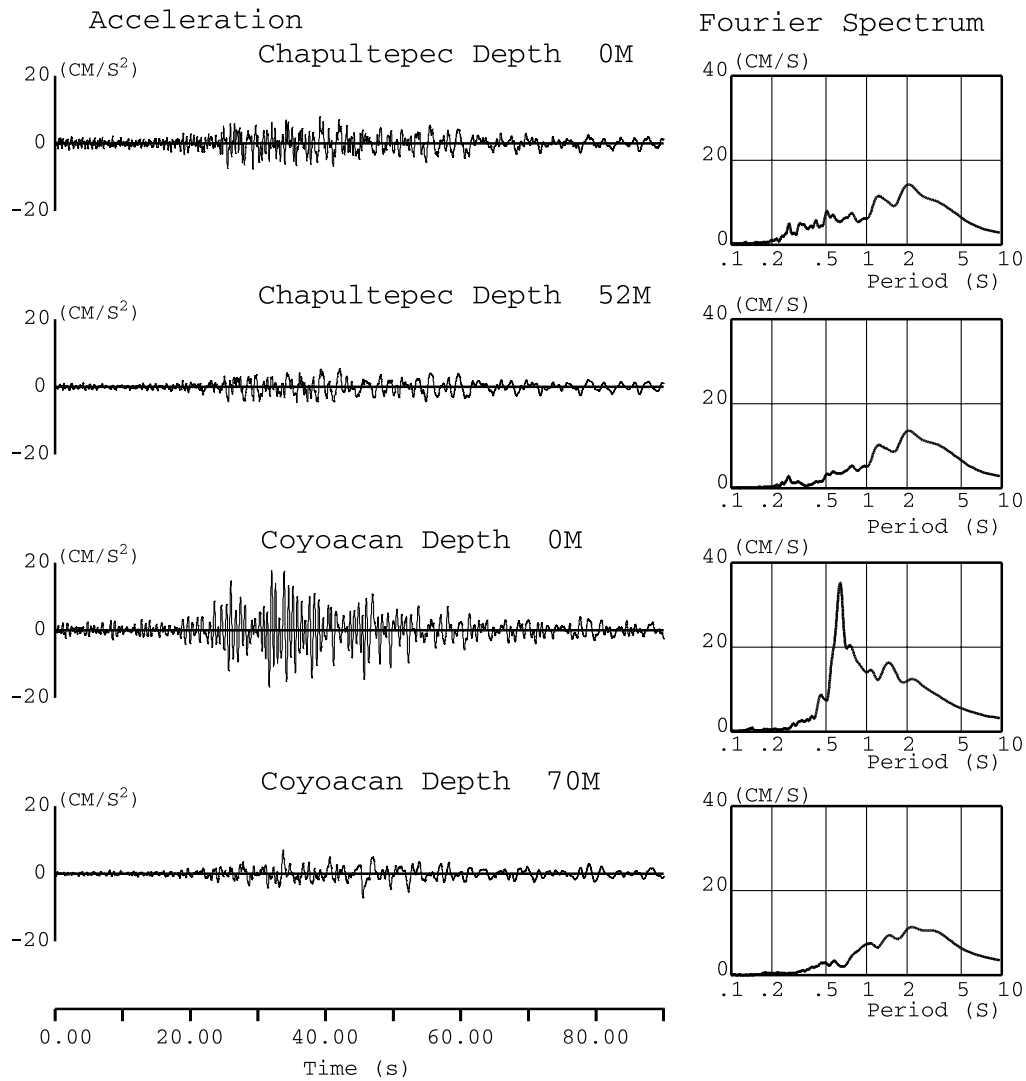 Acceleration
Fourier Spectrum
Chapultepec Depth 0M
(CM/S²)
20
0
-20
(CM/S)
40
20
0
.1 .2 .5 1 2 5 10
Period (S)
Chapultepec Depth 52M
(CM/S²)
20
0
-20
(CM/S)
40
20
0
.1 .2 .5 1 2 5 10
Period (S)
Coyoacan Depth 0M
(CM/S²)
20
0
-20
(CM/S)
40
20
0
.1 .2 .5 1 2 5 10
Period (S)
Coyoacan Depth 70M
(CM/S²)
20
0
-20
(CM/S)
40
20
0
.1 .2 .5 1 2 5 10
Period (S)
0.00 20.00 40.00 60.00 80.00
Time (s)